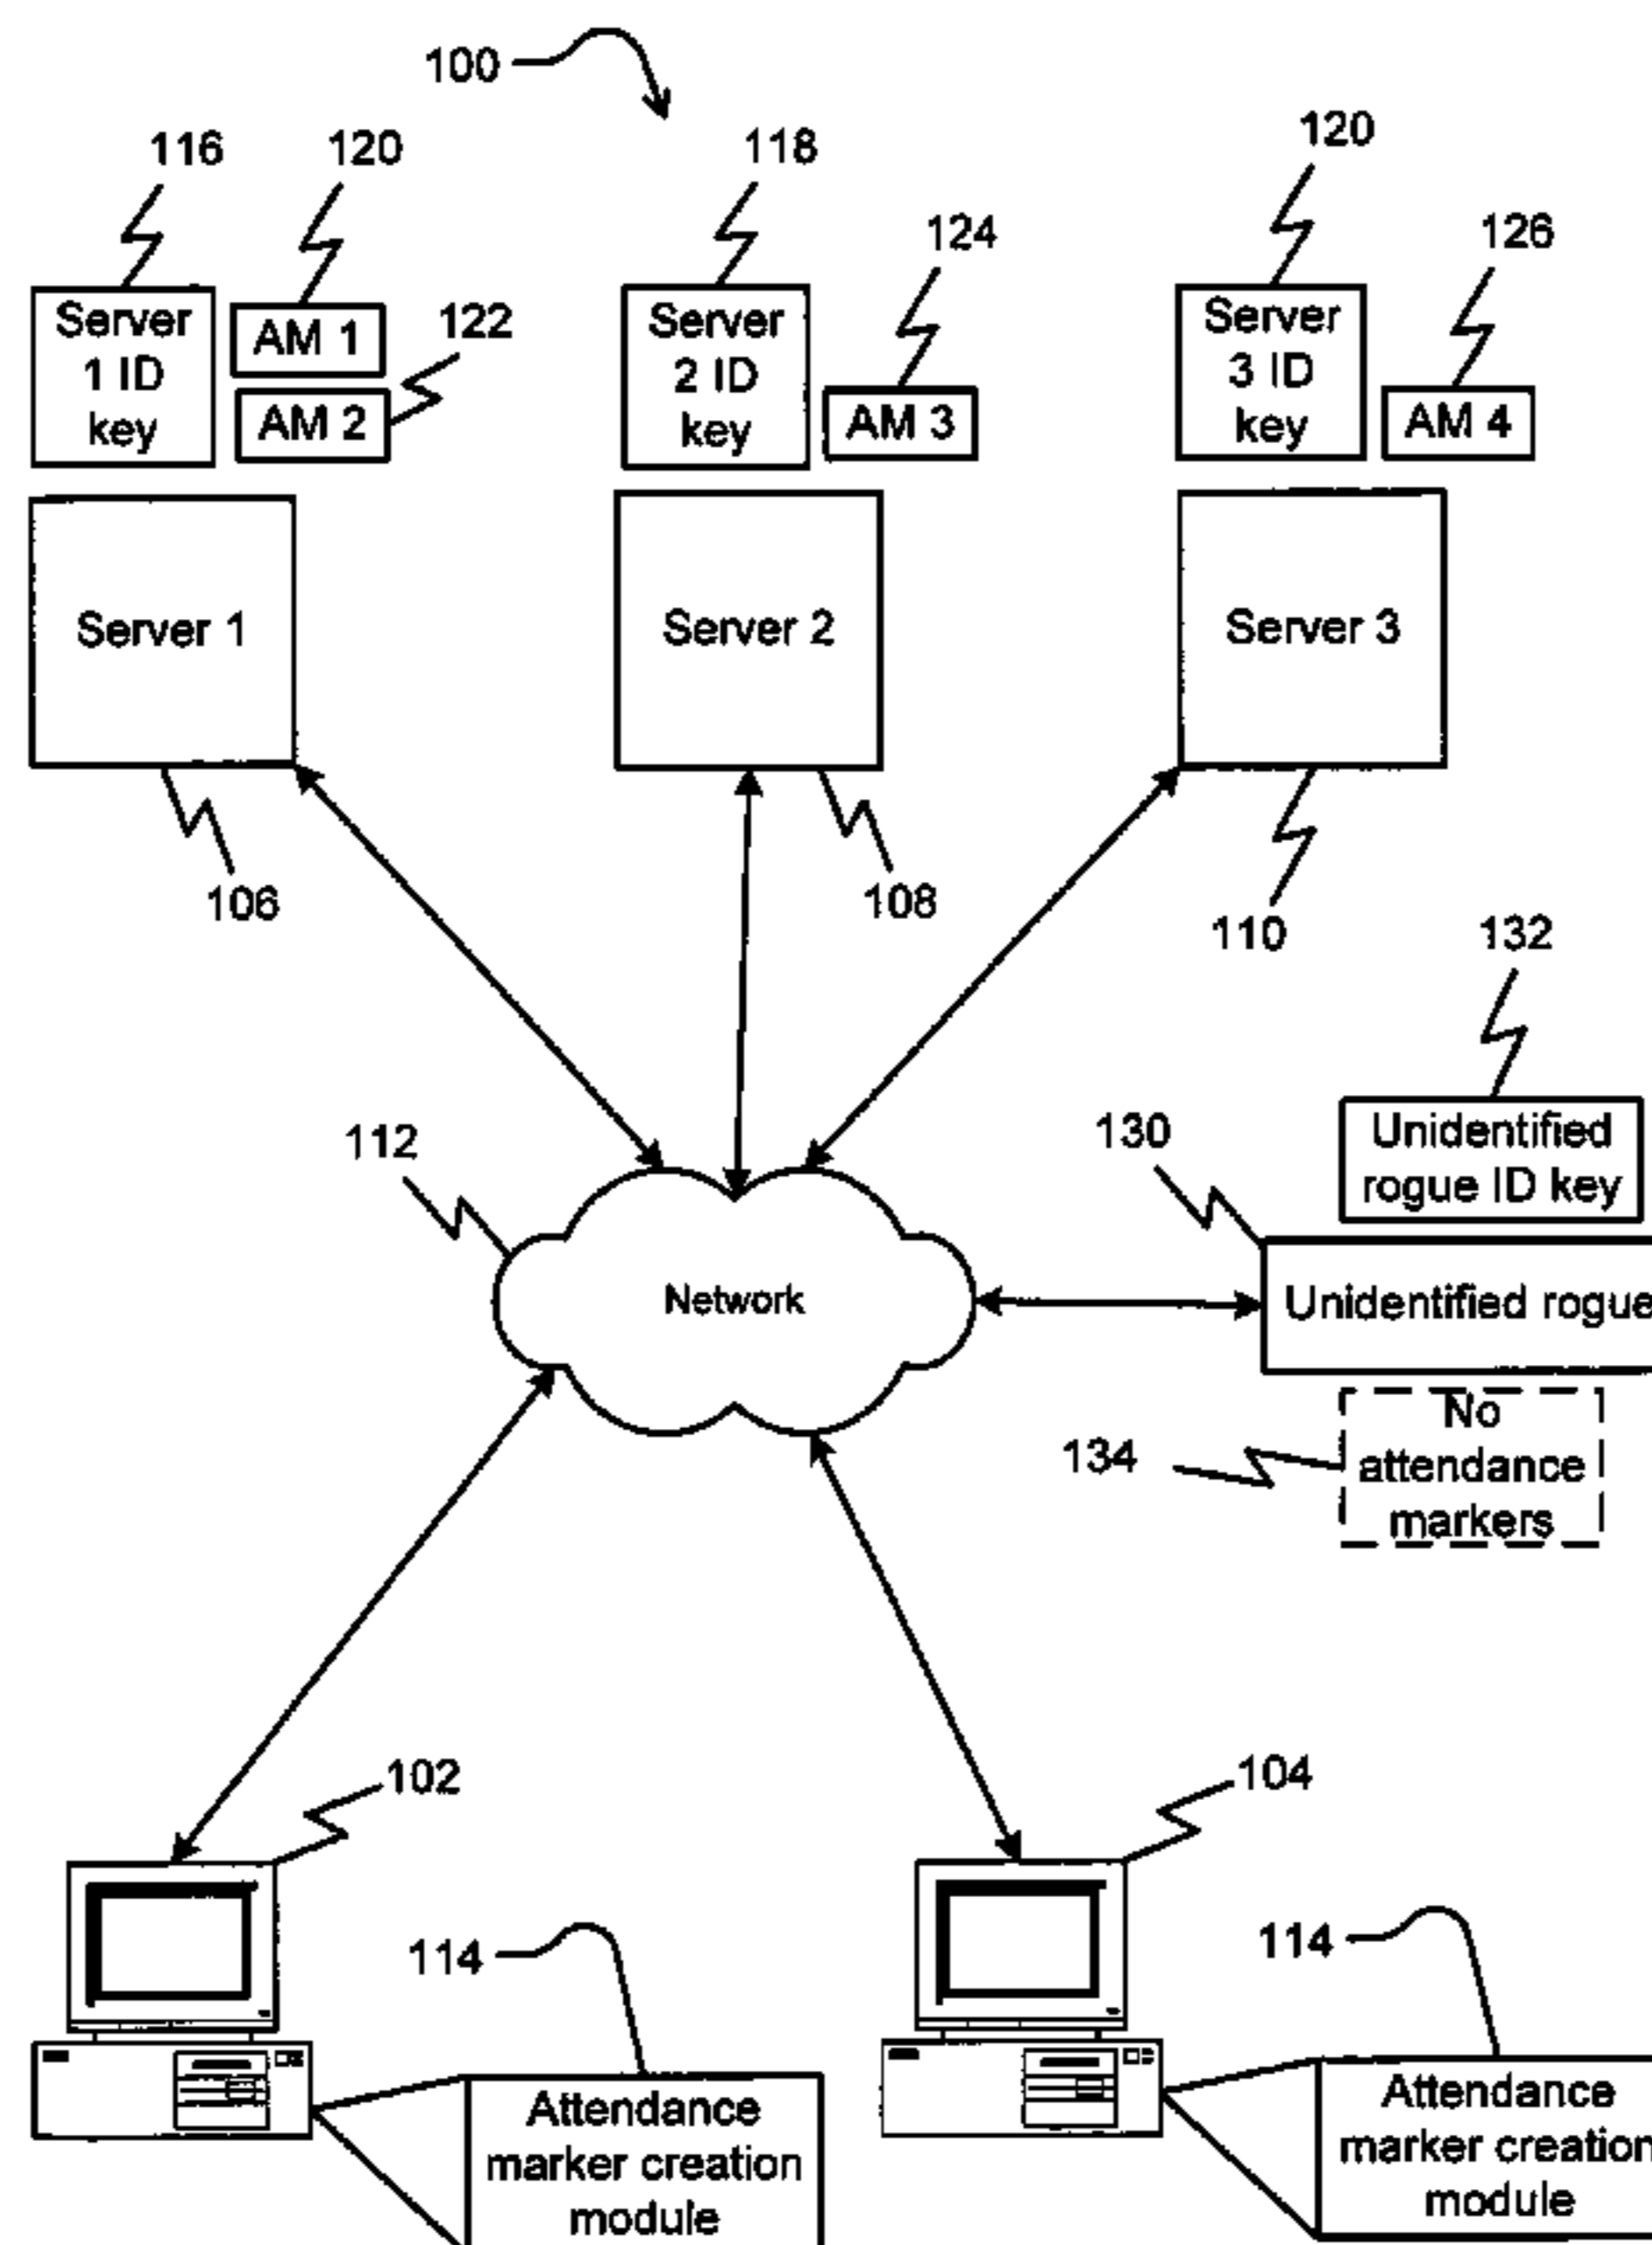 100
116
120
118
120
124
126
122
Server
1 ID
key
AM 1
AM 2
Server
2 ID
key
AM 3
Server
3 ID
key
AM 4
Server 1
Server 2
Server 3
106
108
110
132
112
130
Unidentified
rogue ID key
Network
Unidentified rogue
134
No
attendance
markers
102
104
114
114
Attendance
marker creation
module
Attendance
marker creation
module